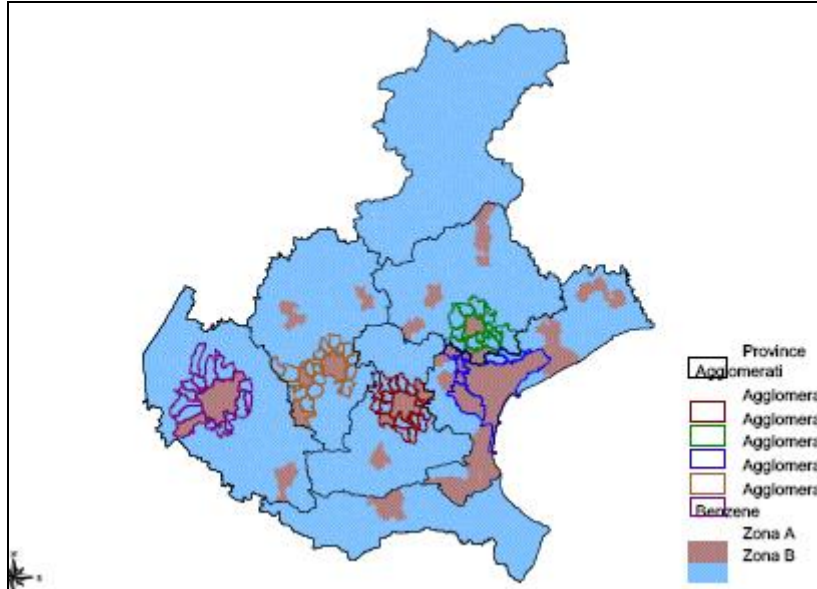 Province
Agglomerati
Agglomera
Agglomera
Agglomera
Agglomera
Agglomera
Benzene
Zona A
Zona B